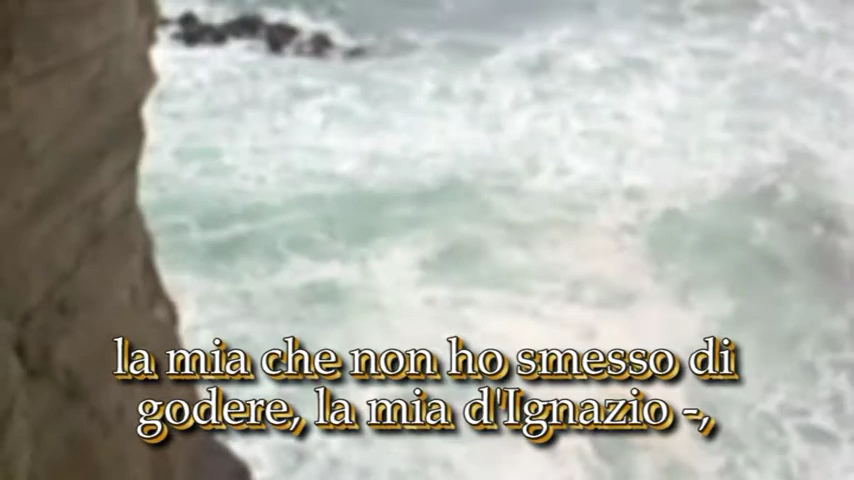 la mia che non ho smesso di
godere, la mia d'Ignazio -,